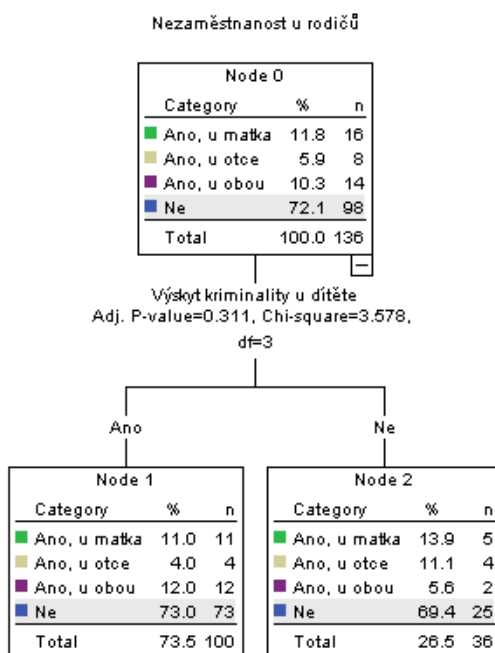 Nezaměstnanost u rodičů
Node 0
Category % n
Ano, u matka 11.8 16
Ano, u otce 5.9 8
Ano, u obou 10.3 14
Ne 72.1 98
Total 100.0 136
Výskyt kriminality u dítěte
Adj. P-value=0.311, Chi-square=3.578,
df=3
Ano
Ne
Node 1
Category % n
Ano, u matka 11.0 11
Ano, u otce 4.0 4
Ano, u obou 12.0 12
Ne 73.0 73
Total 73.5 100
Node 2
Category % n
Ano, u matka 13.9 5
Ano, u otce 11.1 4
Ano, u obou 5.6 2
Ne 69.4 25
Total 26.5 36